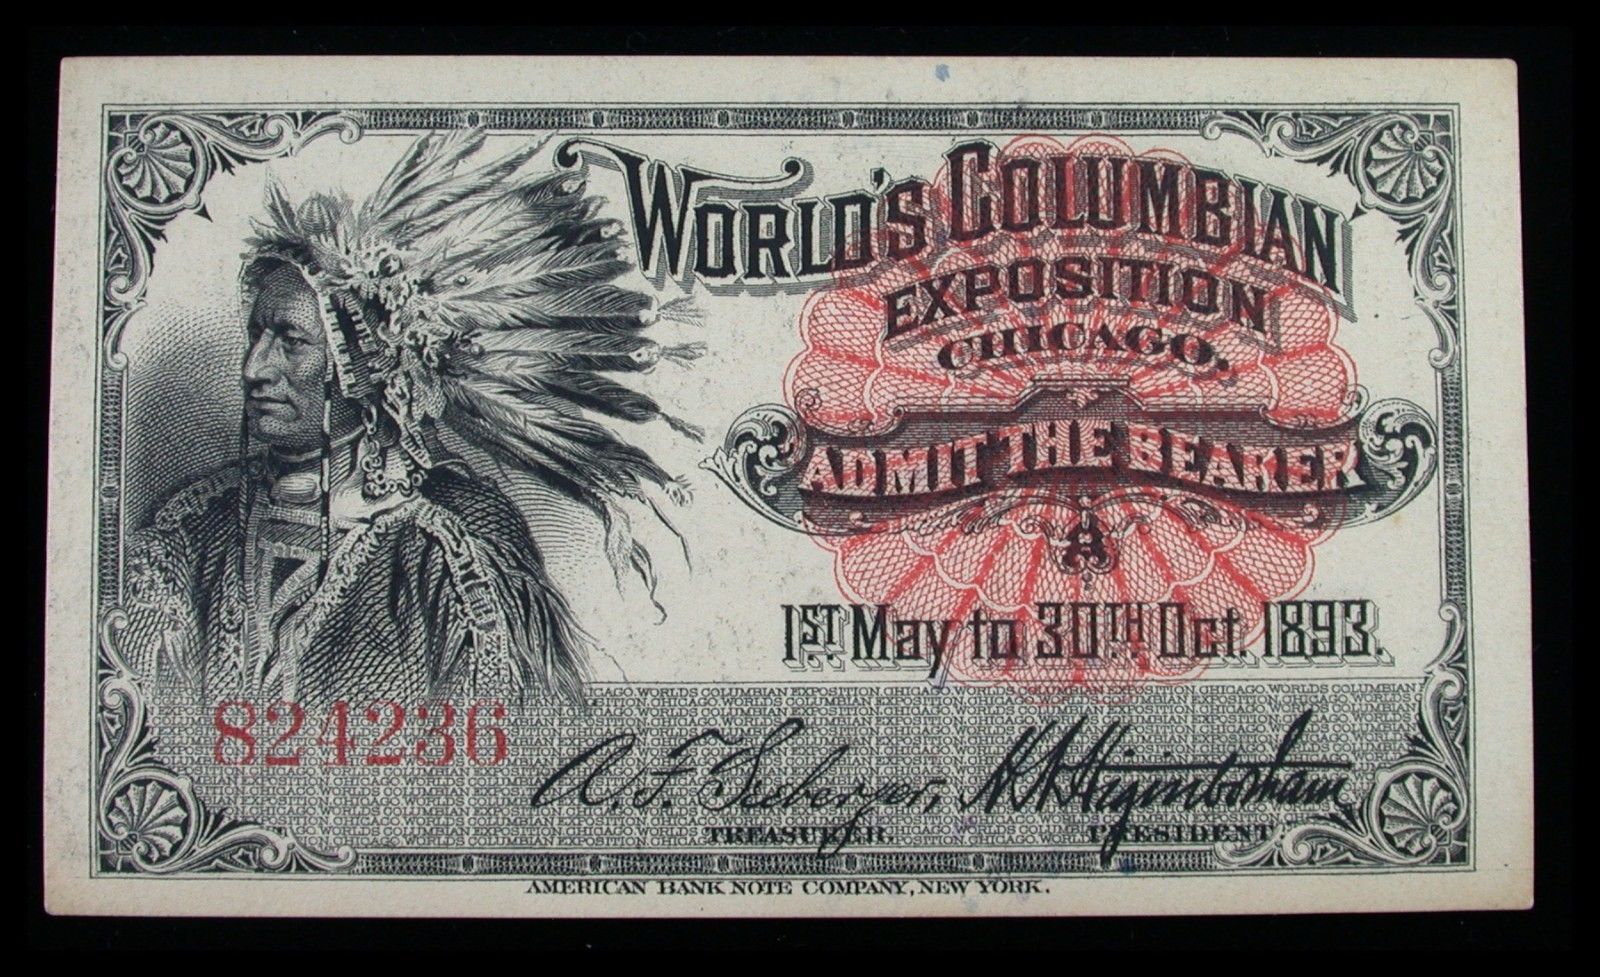 WORLD'S COLUMBIAN
EXPOSITION
CHICAGO.
ADMIT THE BEARER
A
1ST May to 30TH Oct. 1893.
824236
A. F. Seeberger, H. N. Higinbotham
TREASURER. PRESIDENT.
AMERICAN BANK NOTE COMPANY, NEW YORK.